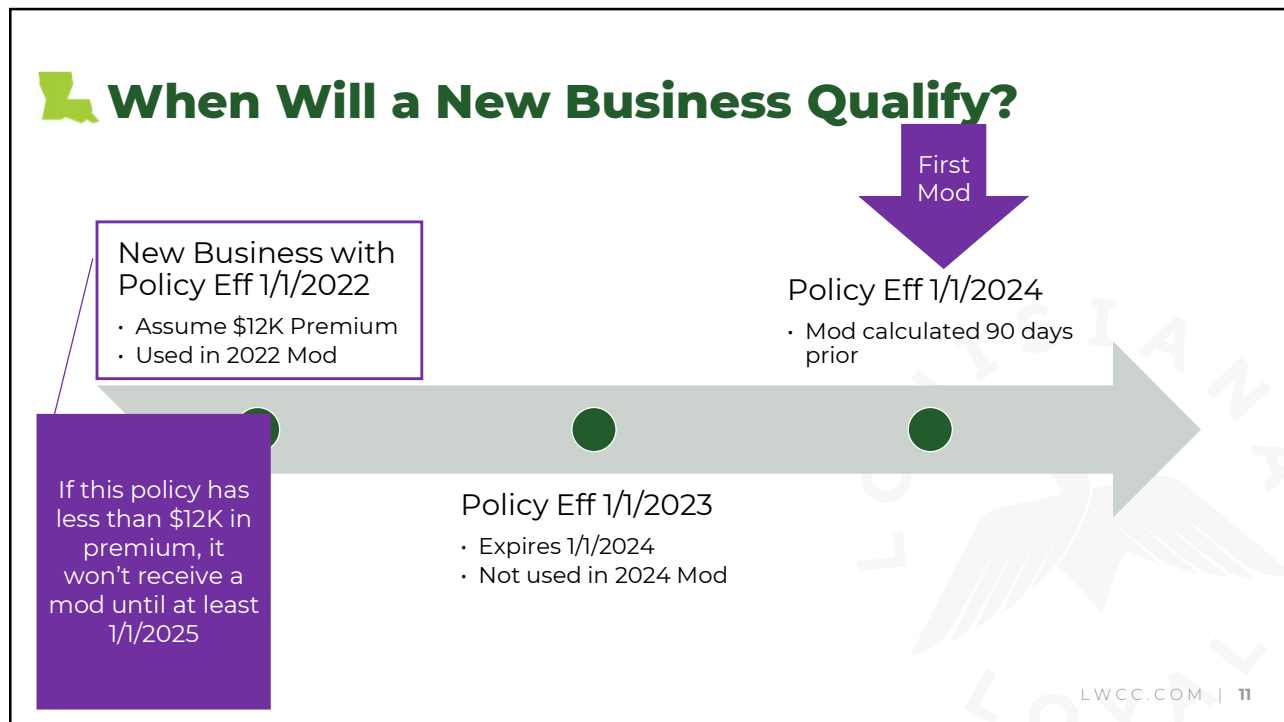 When Will a New Business Qualify?
First
Mod
New Business with
Policy Eff 1/1/2022
• Assume $12K Premium
• Used in 2022 Mod
Policy Eff 1/1/2024
• Mod calculated 90 days
prior
If this policy has
less than $12K in
premium, it
won't receive a
mod until at least
1/1/2025
Policy Eff 1/1/2023
• Expires 1/1/2024
• Not used in 2024 Mod
LOUISIANA
LOYAL
LWCC.COM | 11